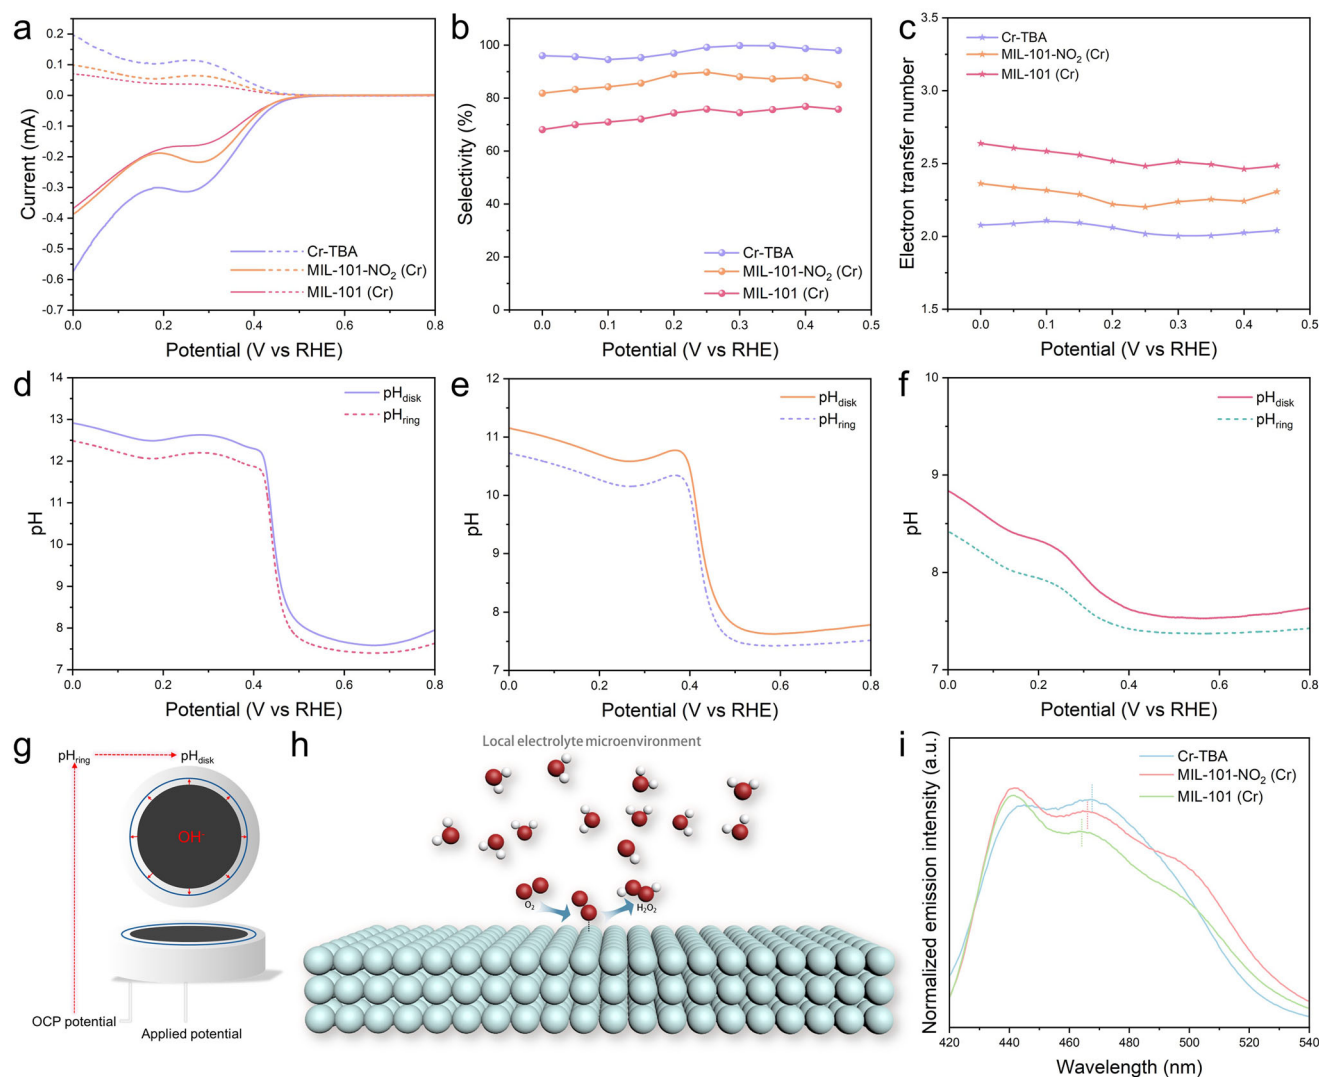 a
0.2
0.1
0.0
-0.1
-0.2
-0.3
-0.4
-0.5
-0.6
-0.7
Current (mA)
Cr-TBA
MIL-101-NO₂ (Cr)
MIL-101 (Cr)
0.0 0.2 0.4 0.6 0.8
Potential (V vs RHE)
b
100
80
60
40
20
0
Selectivity (%)
Cr-TBA
MIL-101-NO₂ (Cr)
MIL-101 (Cr)
0.0 0.1 0.2 0.3 0.4 0.5
Potential (V vs RHE)
c
3.5
3.0
2.5
2.0
1.5
Electron transfer number
Cr-TBA
MIL-101-NO₂ (Cr)
MIL-101 (Cr)
0.0 0.1 0.2 0.3 0.4 0.5
Potential (V vs RHE)
d
14
13
12
11
10
9
8
7
pH
pHdisk
pHring
0.0 0.2 0.4 0.6 0.8
Potential (V vs RHE)
e
12
11
10
9
8
7
pH
pHdisk
pHring
0.0 0.2 0.4 0.6 0.8
Potential (V vs RHE)
f
10
9
8
7
pH
pHdisk
pHring
0.0 0.2 0.4 0.6 0.8
Potential (V vs RHE)
g
pHring pHdisk
OH⁻
OCP potential
Applied potential
h
Local electrolyte microenvironment
O₂
H₂O₂
i
Normalized emission intensity (a.u.)
Cr-TBA
MIL-101-NO₂ (Cr)
MIL-101 (Cr)
420 440 460 480 500 520 540
Wavelength (nm)